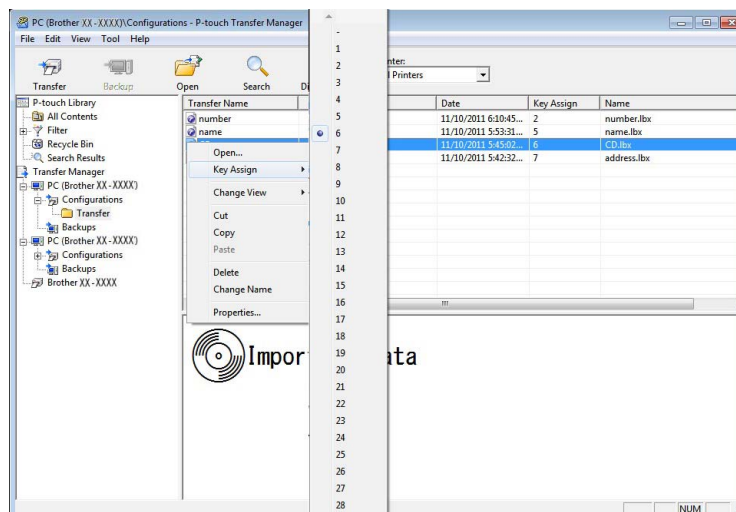 PC (Brother XX-XXXX)\Configurations - P-touch Transfer Manager
File Edit View Tool Help
Transfer Backup Open Search
l Printers
P-touch Library
All Contents
Filter
Recycle Bin
Search Results
Transfer Manager
PC (Brother XX-XXXX)
Configurations
Transfer
Backups
PC (Brother XX-XXXX)
Configurations
Backups
Brother XX-XXXX
Transfer Name Date Key Assign Name
number 11/10/2011 6:10:45... 2 number.lbx
name 11/10/2011 5:53:31... 5 name.lbx
11/10/2011 5:45:02... 6 CD.lbx
11/10/2011 5:42:32... 7 address.lbx
Open...
Key Assign
Change View
Cut
Copy
Paste
Delete
Change Name
Properties...
-
1
2
3
4
5
6
7
8
9
10
11
12
13
14
15
16
17
18
19
20
21
22
23
24
25
26
27
28
Impor ata
NUM